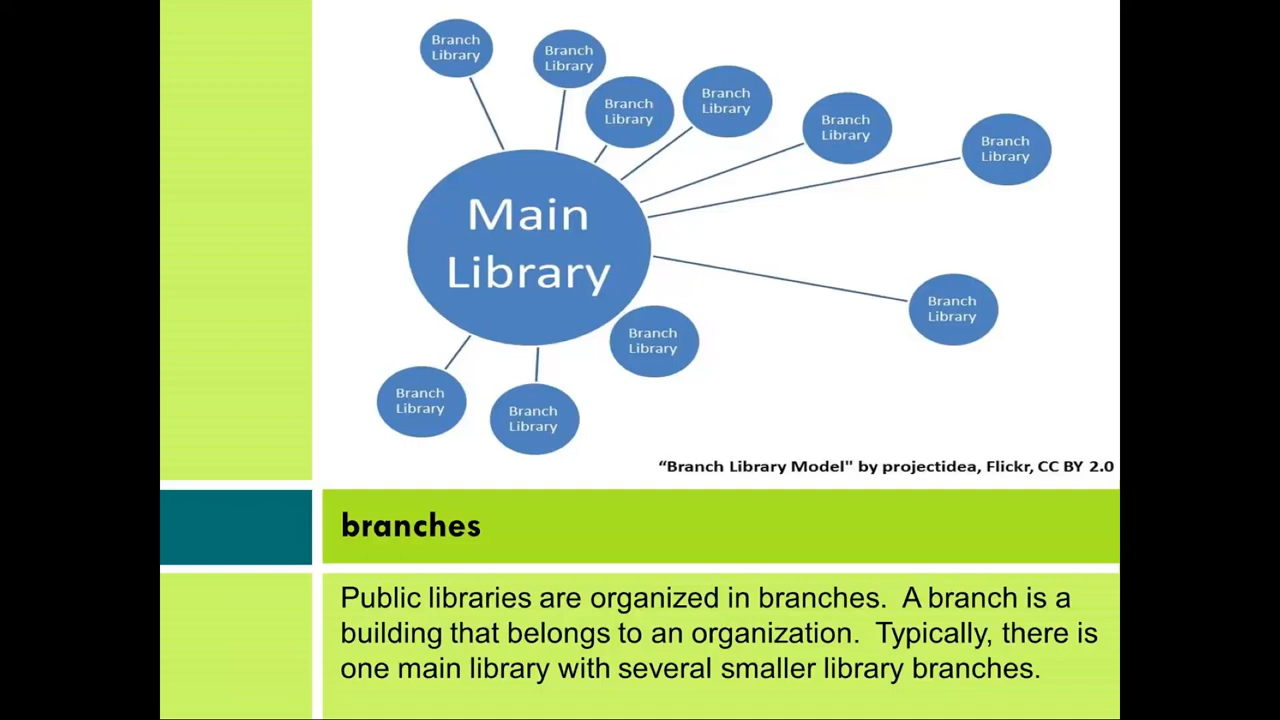 Branch
Library
Branch
Library
Branch
Library
Branch
Library
Branch
Library
Branch
Library
Main
Library
Branch
Library
Branch
Library
Branch
Library
Branch
Library
“Branch Library Model" by projectidea, Flickr, CC BY 2.0
branches
Public libraries are organized in branches. A branch is a
building that belongs to an organization. Typically, there is
one main library with several smaller library branches.